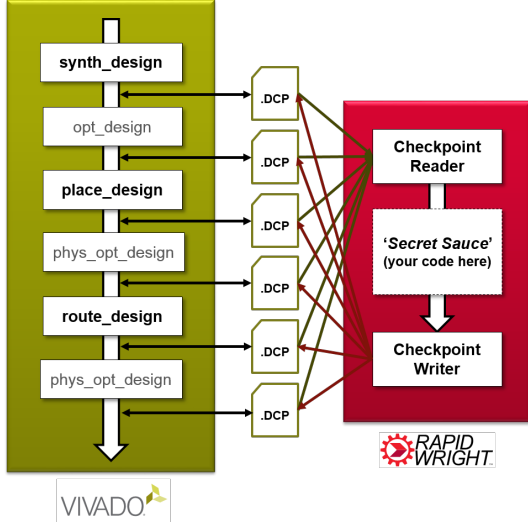 synth_design
opt_design
place_design
phys_opt_design
route_design
phys_opt_design
.DCP
.DCP
.DCP
.DCP
.DCP
.DCP
Checkpoint
Reader
‘Secret Sauce’
(your code here)
Checkpoint
Writer
VIVADO.
RAPID
WRIGHT™